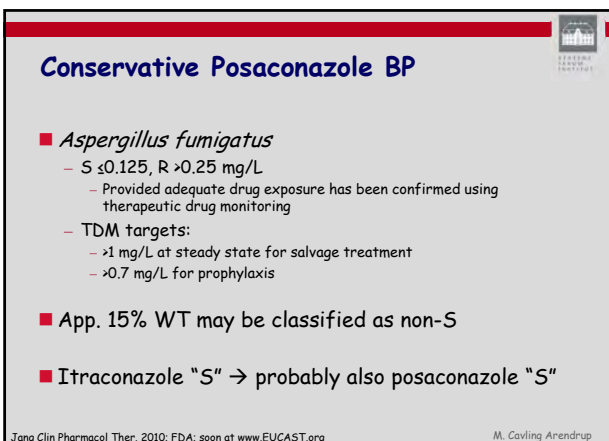 STATENS
SERUM
INSTITUT
Conservative Posaconazole BP
■ Aspergillus fumigatus
– S ≤0.125, R >0.25 mg/L
– Provided adequate drug exposure has been confirmed using
therapeutic drug monitoring
– TDM targets:
– >1 mg/L at steady state for salvage treatment
– >0.7 mg/L for prophylaxis
■ App. 15% WT may be classified as non-S
■ Itraconazole "S" → probably also posaconazole "S"
Jang Clin Pharmacol Ther. 2010; FDA; soon at www.EUCAST.org
M. Cavling Arendrup